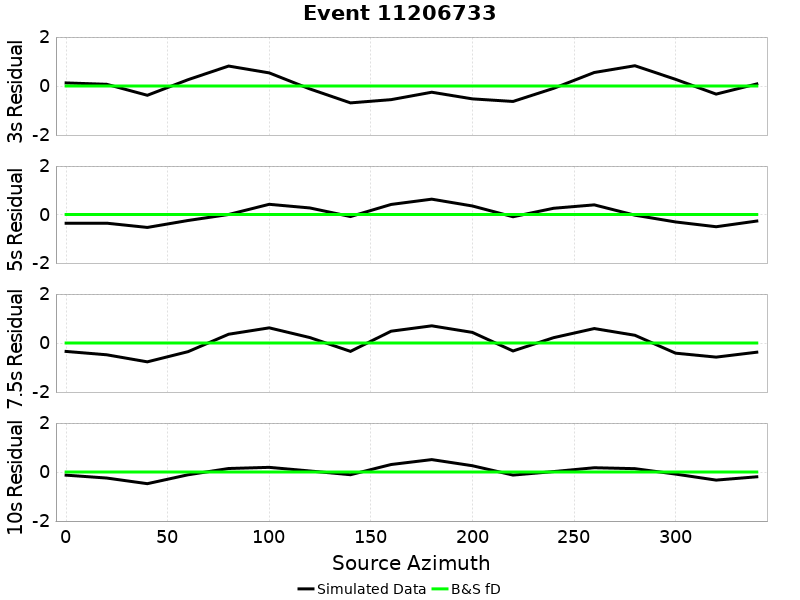 Event 11206733
3s Residual
2
0
-2
5s Residual
2
0
-2
7.5s Residual
2
0
-2
10s Residual
2
0
-2
0 50 100 150 200 250 300
Source Azimuth
Simulated Data B&S fD